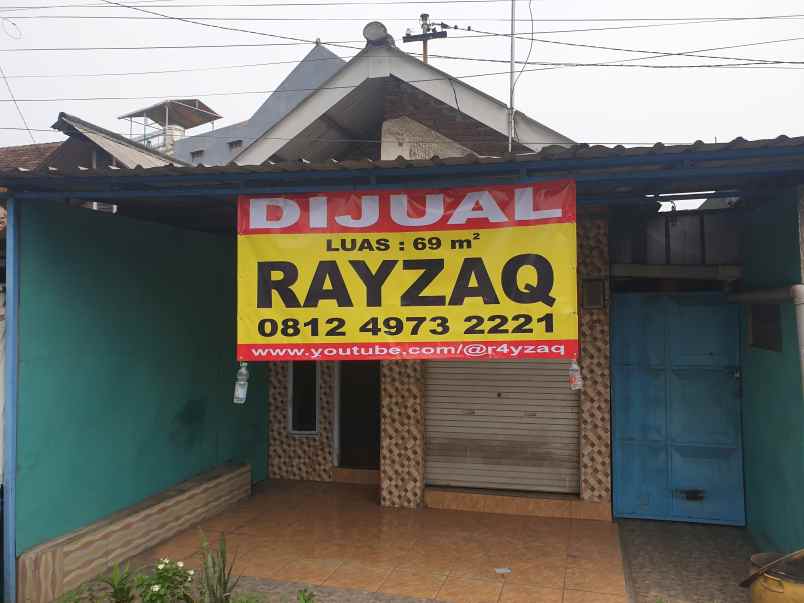 DIJUAL
LUAS : 69 m²
RAYZAQ
0812 4973 2221
www.youtube.com/@r4yzaq